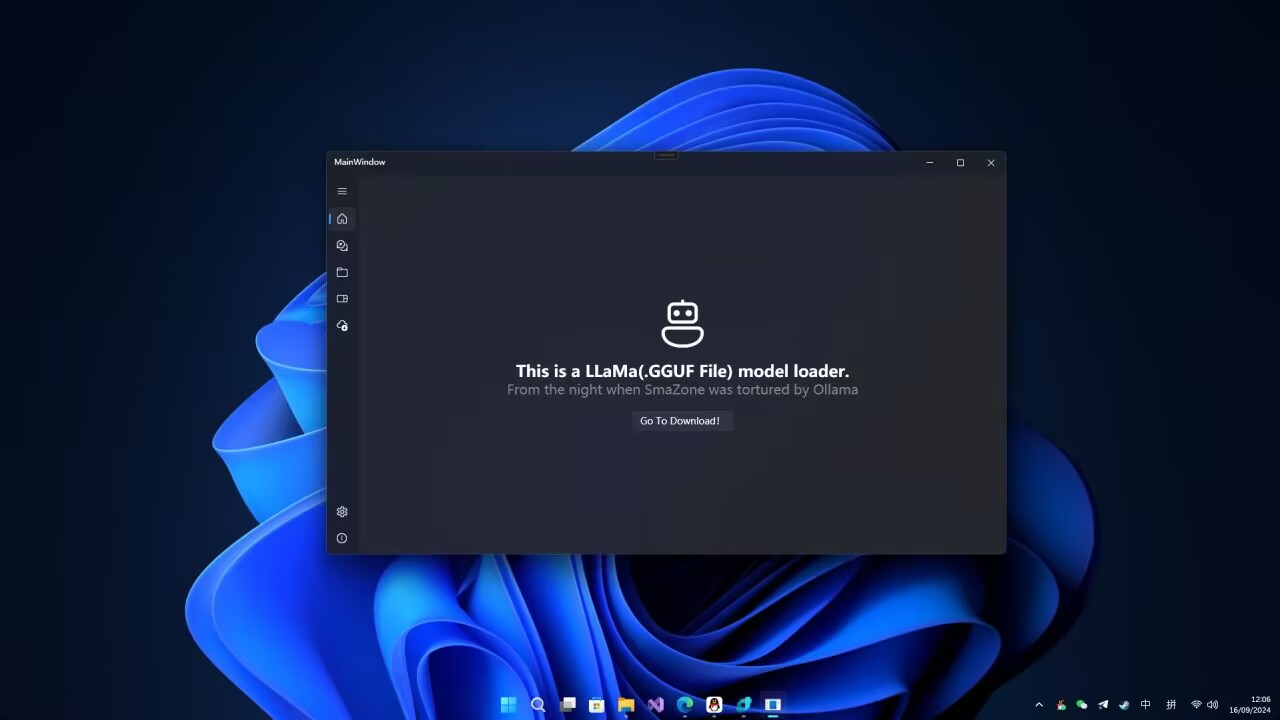 MainWindow
This is a LLaMa(.GGUF File) model loader.
From the night when SmaZone was tortured by Ollama
Go To Download!
中
拼
12:06
16/09/2024